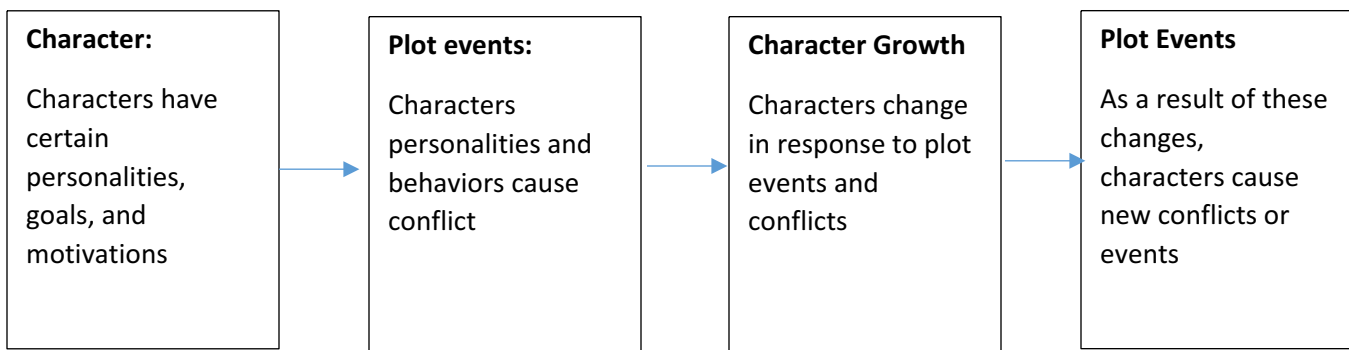 Character:
Characters have
certain
personalities,
goals, and
motivations
Plot events:
Characters
personalities and
behaviors cause
conflict
Character Growth
Characters change
in response to plot
events and
conflicts
Plot Events
As a result of these
changes,
characters cause
new conflicts or
events